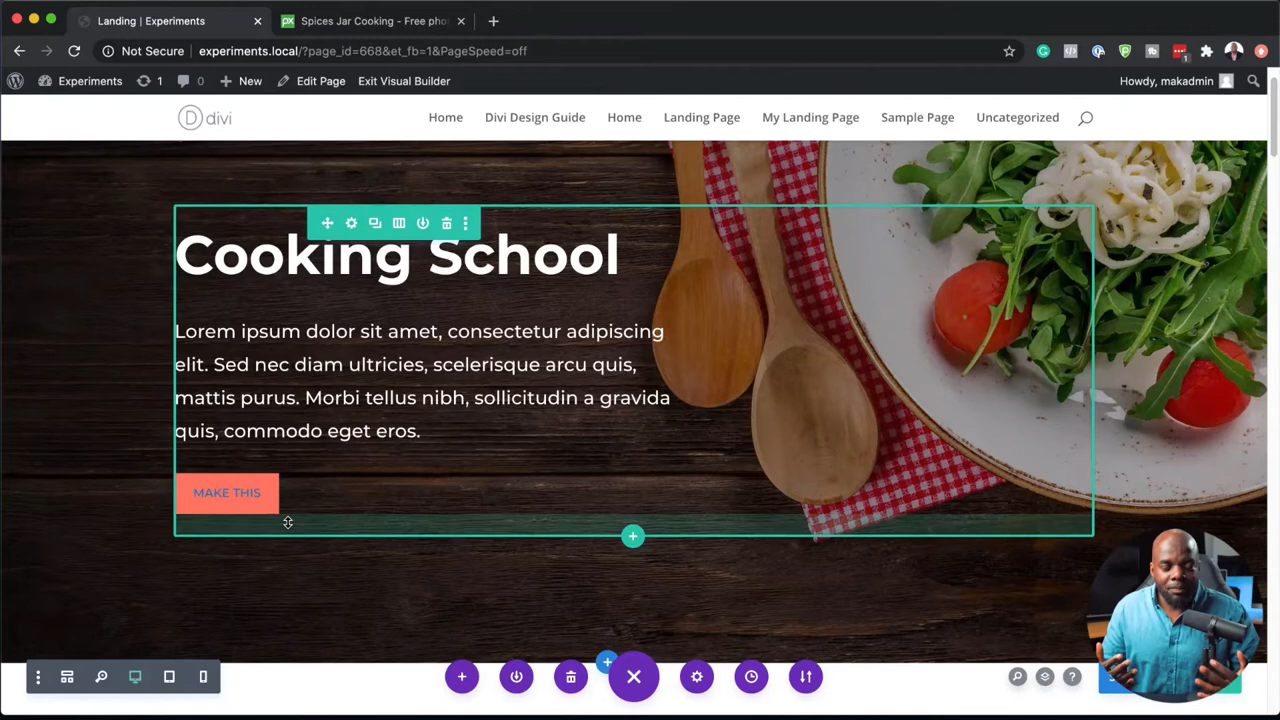 Landing | Experiments
Spices Jar Cooking - Free pho
Not Secure
experiments.local/?page_id=668&et_fb=1&PageSpeed=off
1
Experiments
1
0
New
Edit Page
Exit Visual Builder
Howdy, makadmin
D divi
Home
Divi Design Guide
Home
Landing Page
My Landing Page
Sample Page
Uncategorized
Cooking School
Lorem ipsum dolor sit amet, consectetur adipiscing
elit. Sed nec diam ultricies, scelerisque arcu quis,
mattis purus. Morbi tellus nibh, sollicitudin a gravida
quis, commodo eget eros.
MAKE THIS